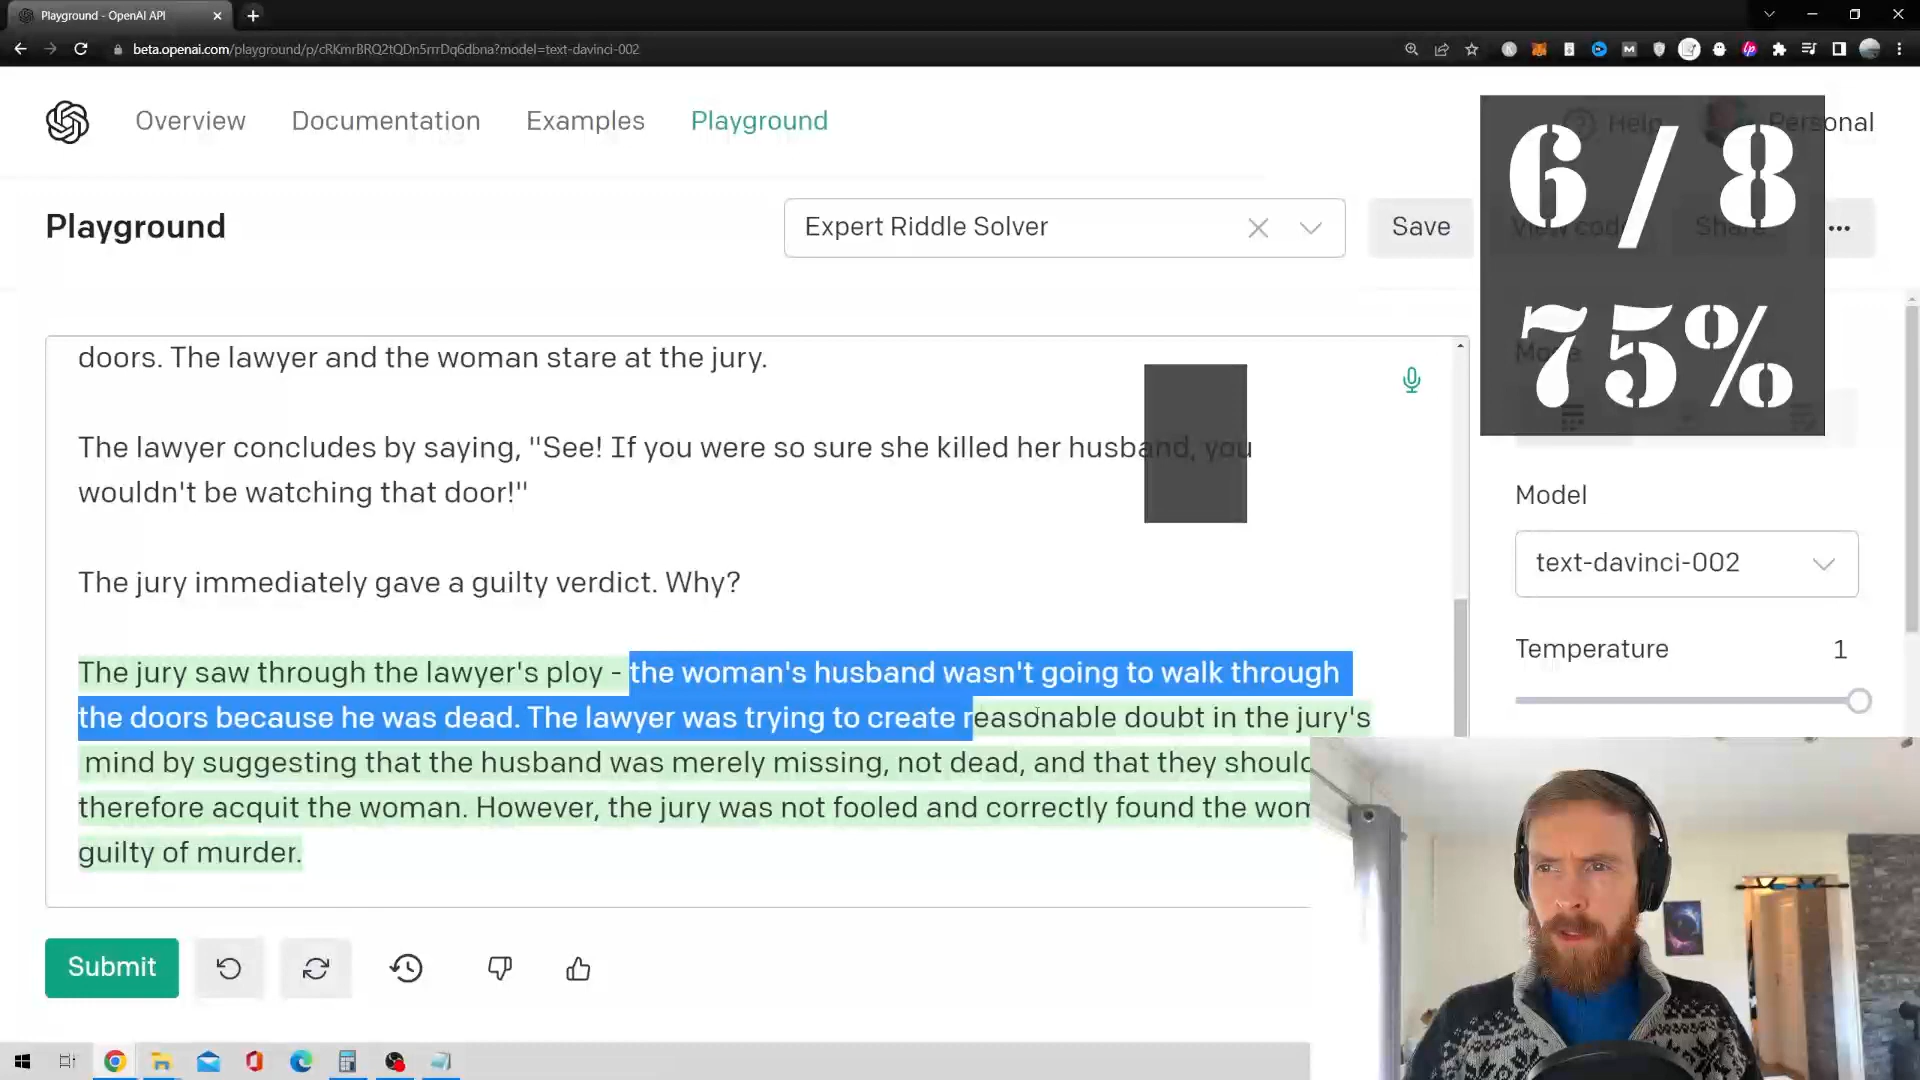 Playground - OpenAI API
beta.openai.com/playground/p/cRKmrBRQ2tQDn5rrrDq6dbna?model=text-davinci-002
Overview
Documentation
Examples
Playground
Help
Personal
Playground
Expert Riddle Solver
Save
View code
Share
6/8
75%
Mode
doors. The lawyer and the woman stare at the jury.
The lawyer concludes by saying, "See! If you were so sure she killed her husband, you
wouldn't be watching that door!"
The jury immediately gave a guilty verdict. Why?
The jury saw through the lawyer's ploy - the woman's husband wasn't going to walk through
the doors because he was dead. The lawyer was trying to create reasonable doubt in the jury's
mind by suggesting that the husband was merely missing, not dead, and that they should
therefore acquit the woman. However, the jury was not fooled and correctly found the wom
guilty of murder.
Model
text-davinci-002
Temperature
1
Submit